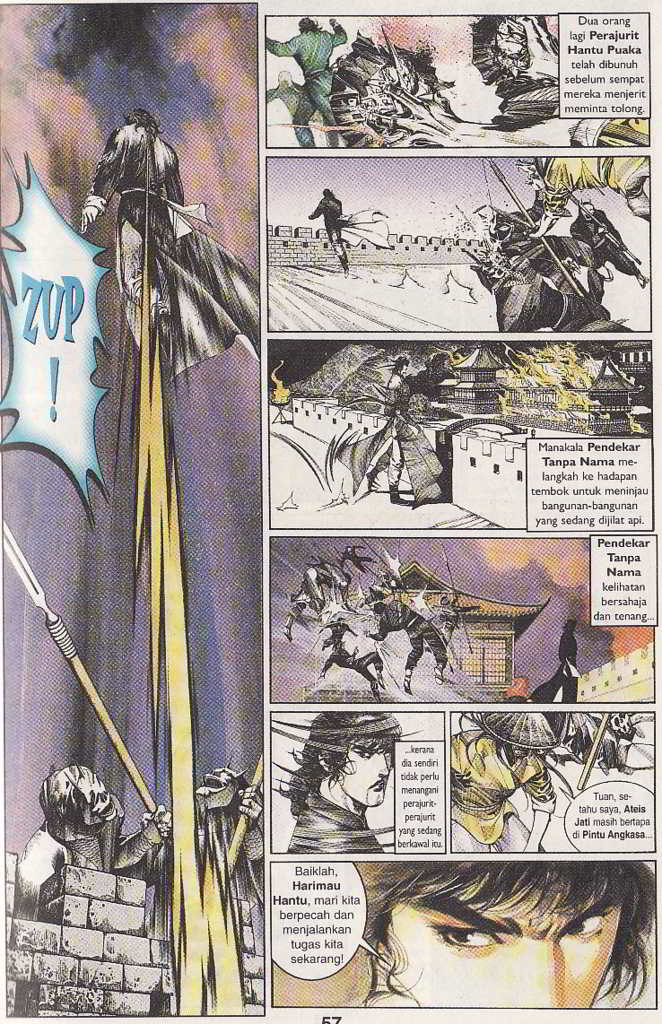 ZUP
!
Dua orang
lagi Perajurit
Hantu Puaka
telah dibunuh
sebelum sempat
mereka menjerit
meminta tolong.
Manakala Pendekar
Tanpa Nama me-
langkah ke hadapan
tembok untuk meninjau
bangunan-bangunan
yang sedang dijilat api.
Pendekar
Tanpa
Nama
kelihatan
bersahaja
dan tenang...
...kerana
dia sendiri
tidak perlu
menangani
perajurit-
perajurit
yang sedang
berkawal itu.
Tuan, se-
tahu saya, Ateis
Jati masih bertapa
di Pintu Angkasa...
Baiklah,
Harimau
Hantu, mari kita
berpecah dan
menjalankan
tugas kita
sekarang!
57